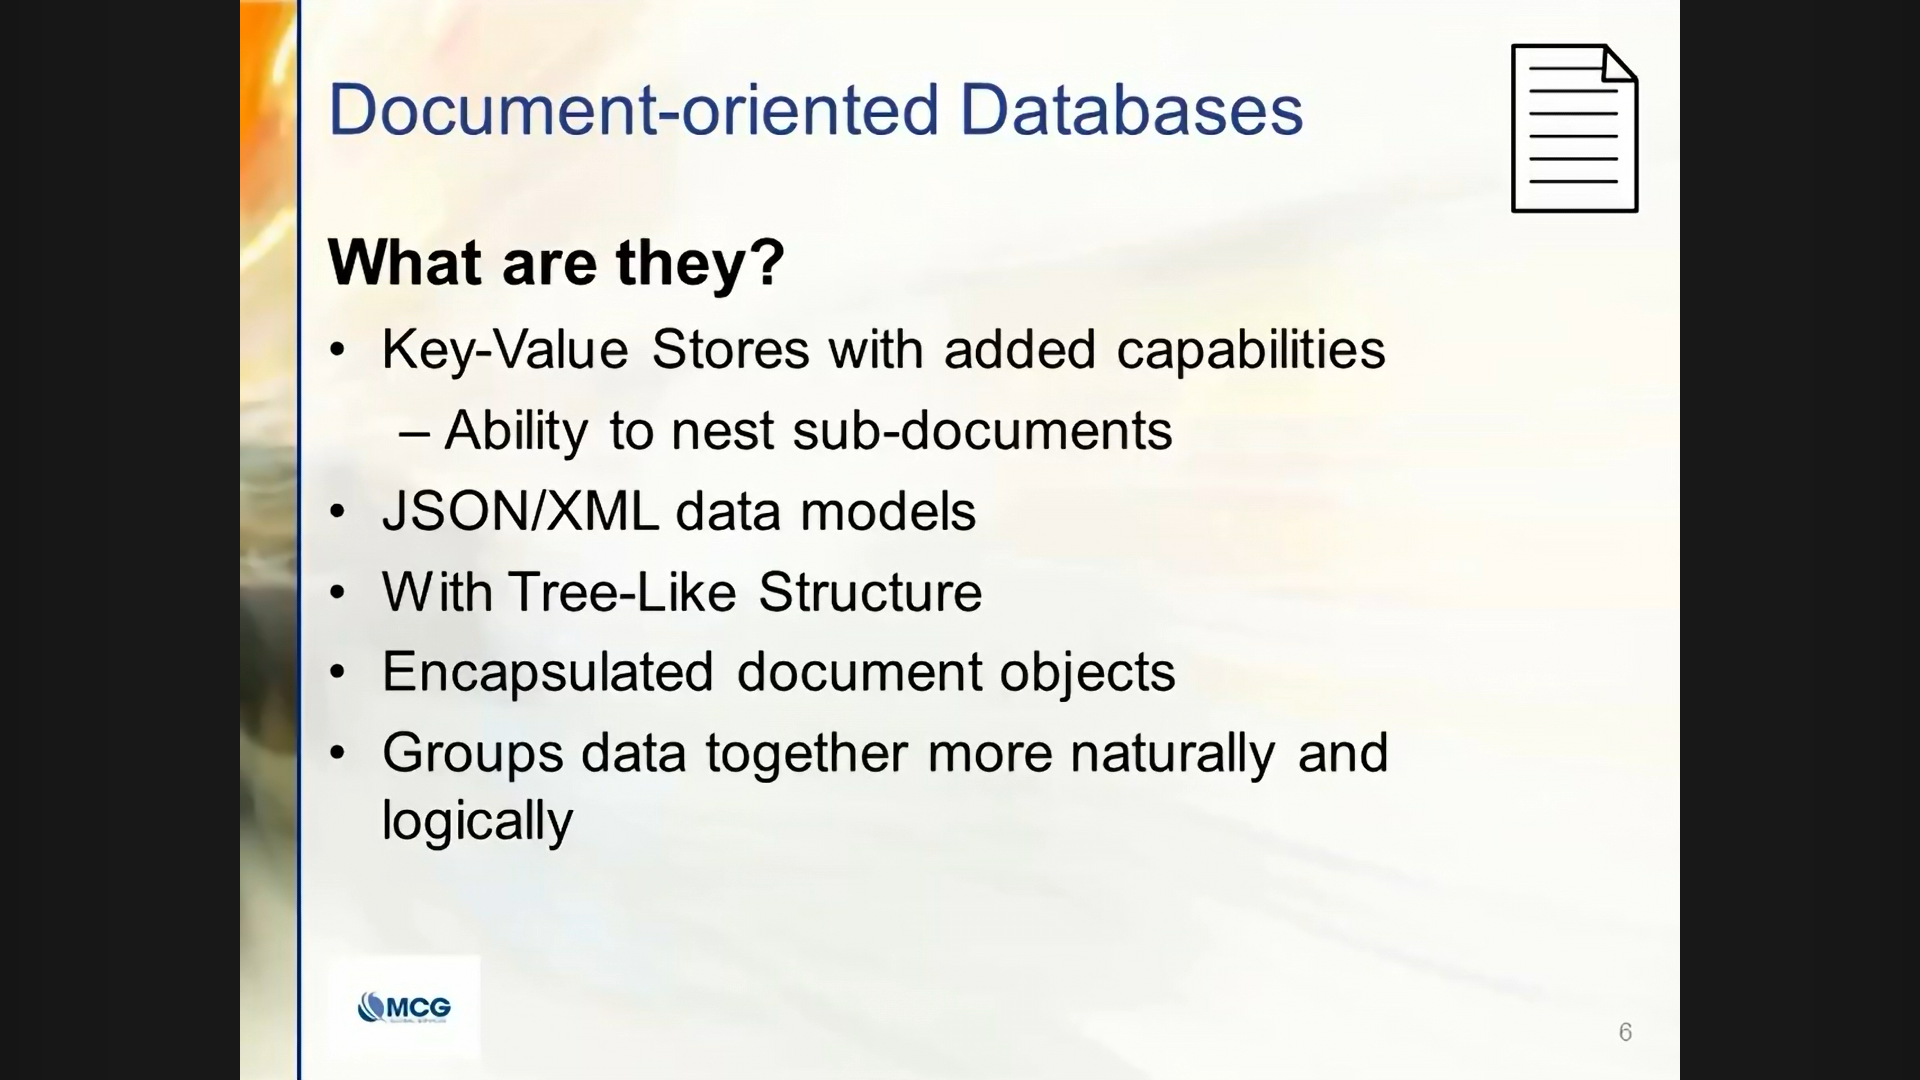 Document-oriented Databases
What are they?
• Key-Value Stores with added capabilities
– Ability to nest sub-documents
• JSON/XML data models
• With Tree-Like Structure
• Encapsulated document objects
• Groups data together more naturally and
logically
MCG
6